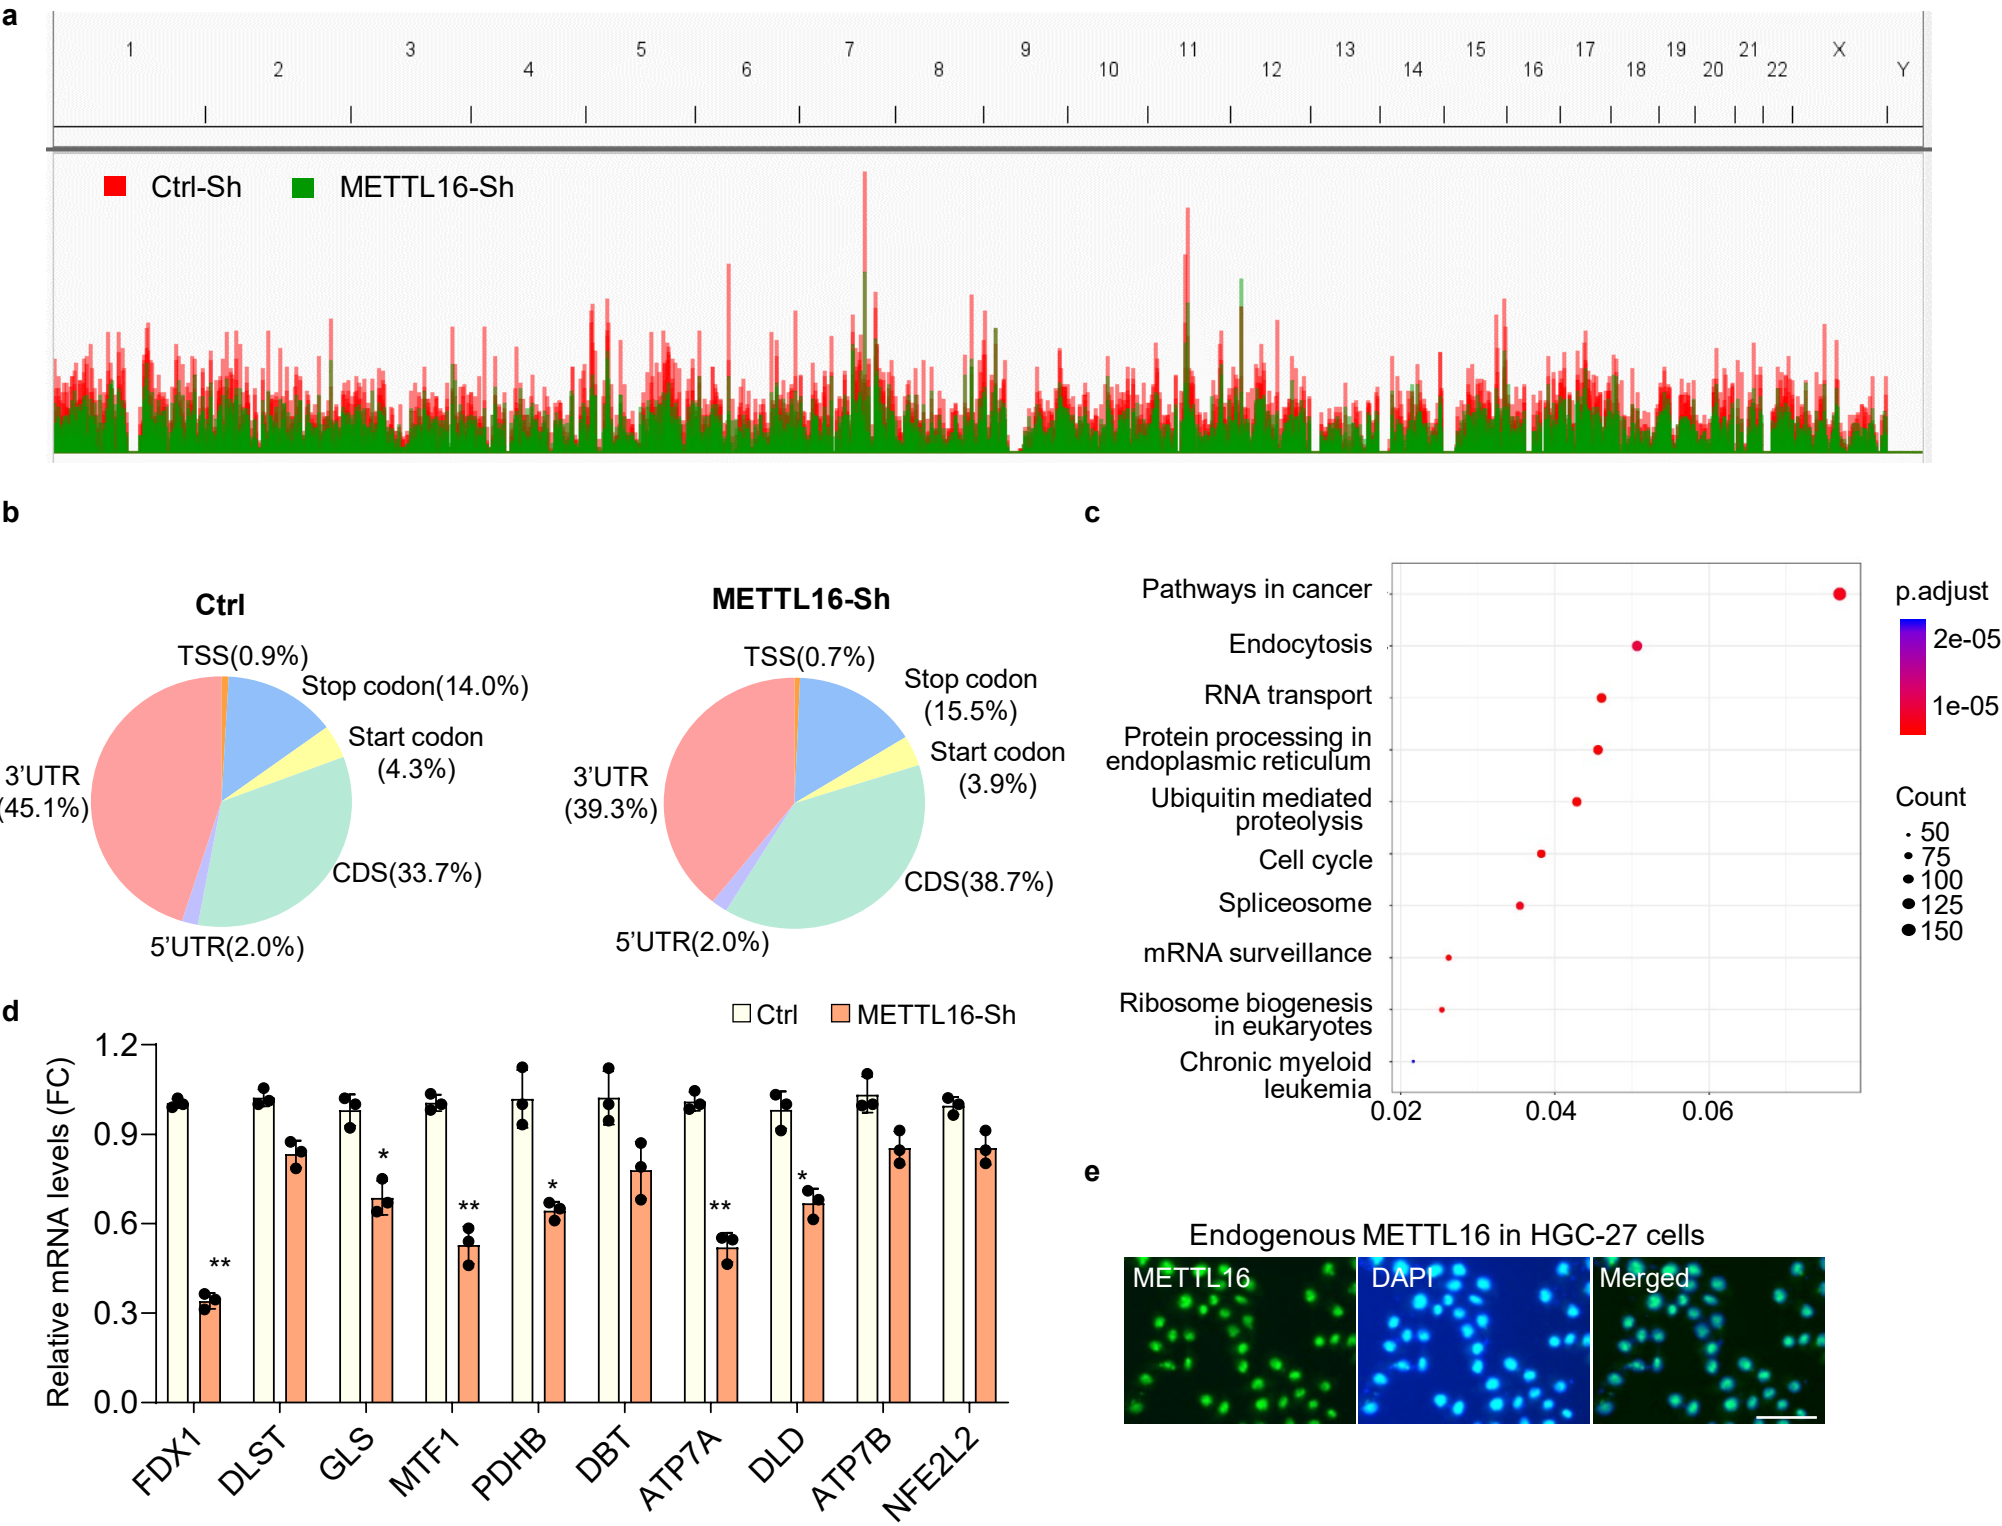 a
1 3 5 7 9 11 13 15 17 19 21 X
2 4 6 8 10 12 14 16 18 20 22 Y
Ctrl-Sh METTL16-Sh
b
Ctrl
TSS(0.9%)
Stop codon(14.0%)
Start codon
(4.3%)
3’UTR
(45.1%)
CDS(33.7%)
5’UTR(2.0%)
METTL16-Sh
TSS(0.7%)
Stop codon
(15.5%)
Start codon
(3.9%)
3’UTR
(39.3%)
CDS(38.7%)
5’UTR(2.0%)
c
Pathways in cancer
Endocytosis
RNA transport
Protein processing in
endoplasmic reticulum
Ubiquitin mediated
proteolysis
Cell cycle
Spliceosome
mRNA surveillance
Ribosome biogenesis
in eukaryotes
Chronic myeloid
leukemia
0.02 0.04 0.06
p.adjust
2e-05
1e-05
Count
50
75
100
125
150
d
Ctrl METTL16-Sh
Relative mRNA levels (FC)
1.2
0.9
0.6
0.3
0.0
** * ** * ** *
FDX1 DLST GLS MTF1 PDHB DBT ATP7A DLD ATP7B NFE2L2
e
Endogenous METTL16 in HGC-27 cells
METTL16 DAPI Merged